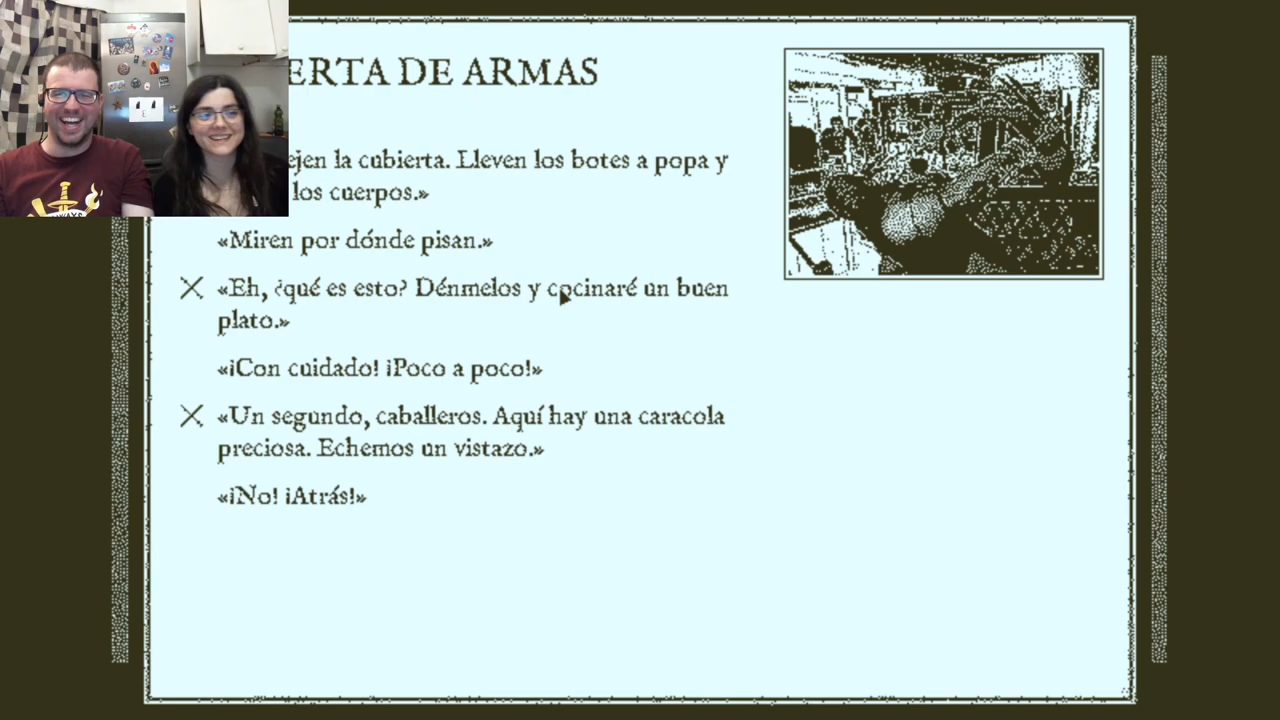 ERTA DE ARMAS
ejen la cubierta. Lleven los botes a popa y
los cuerpos.»
«Miren por dónde pisan.»
«Eh, ¿qué es esto? Dénmelos y cocinaré un buen
plato.»
«¡Con cuidado! ¡Poco a poco!»
«Un segundo, caballeros. Aquí hay una caracola
preciosa. Echemos un vistazo.»
«¡No! ¡Atrás!»